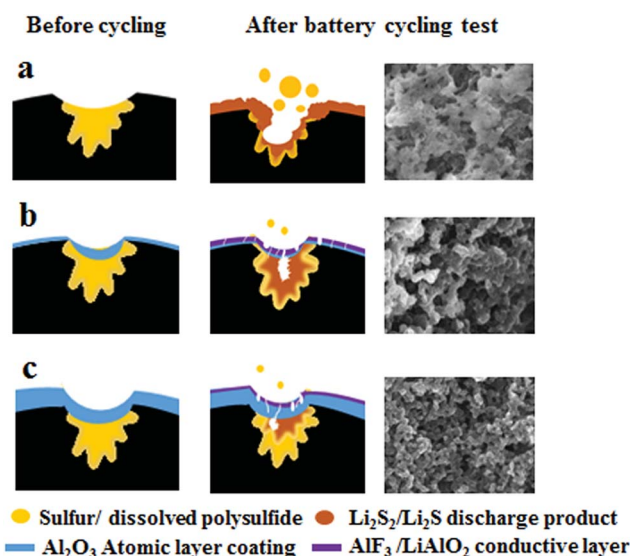 Before cycling After battery cycling test
a
b
c
Sulfur/ dissolved polysulfide Li₂S₂/Li₂S discharge product
Al₂O₃ Atomic layer coating AlF₃ /LiAlO₂ conductive layer